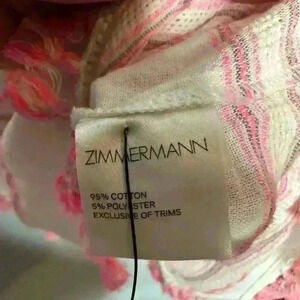 ZIMMERMANN
95% COTTON
5% POLYESTER
EXCLUSIVE OF TRIMS